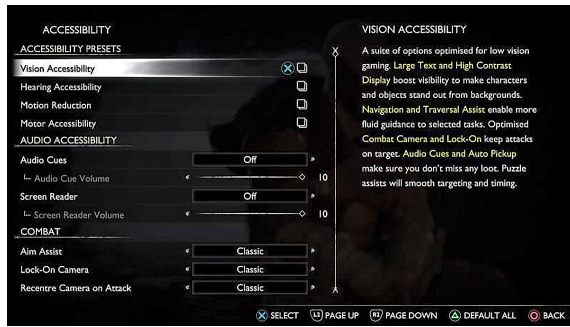 ACCESSIBILITY
ACCESSIBILITY PRESETS
Vision Accessibility
Hearing Accessibility
Motion Reduction
Motor Accessibility
AUDIO ACCESSIBILITY
Audio Cues Off
Audio Cue Volume 10
Screen Reader Off
Screen Reader Volume 10
COMBAT
Aim Assist Classic
Lock-On Camera Classic
Recentre Camera on Attack Classic
VISION ACCESSIBILITY
A suite of options optimised for low vision
gaming. Large Text and High Contrast
Display boost visibility to make characters
and objects stand out from backgrounds.
Navigation and Traversal Assist enable more
fluid guidance to selected tasks. Optimised
Combat Camera and Lock-On keep attacks
on target. Audio Cues and Auto Pickup
make sure you don't miss any loot. Puzzle
assists will smooth targeting and timing.
SELECT L2 PAGE UP R2 PAGE DOWN DEFAULT ALL BACK